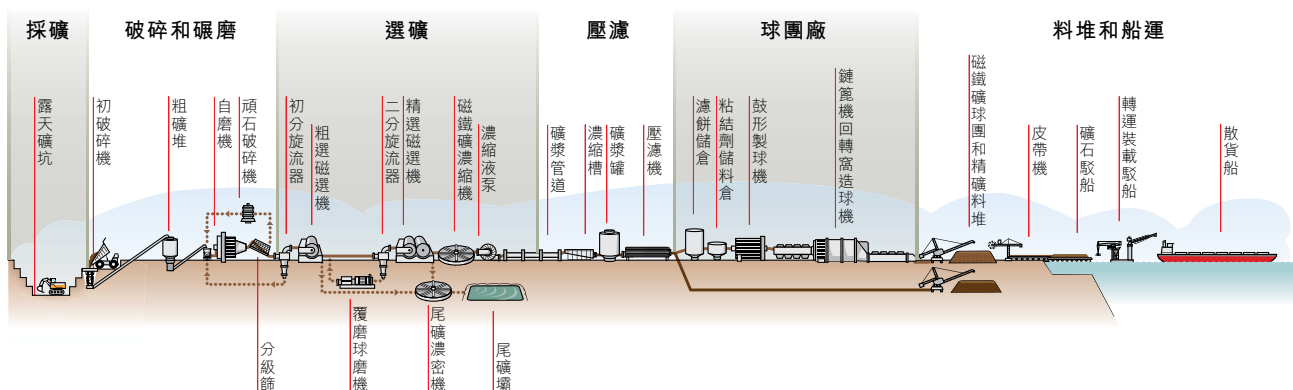 採礦
破碎和碾磨
選礦
壓濾
球團廠
料堆和船運
露天礦坑
初破碎機
粗礦堆
自磨機
頑石破碎機
初分旋流器
粗選磁選機
二分旋流器
精選磁選機
磁鐵礦濃縮機
濃縮液泵
礦漿管道
濃縮槽
礦漿罐
壓濾機
濾餅儲倉
粘結劑儲料倉
鼓形製球機
鏈篦機回轉窩造球機
磁鐵礦球團和精礦料堆
皮帶機
礦石駁船
轉運裝載駁船
散貨船
分級篩
覆磨球磨機
尾礦濃密機
尾礦壩